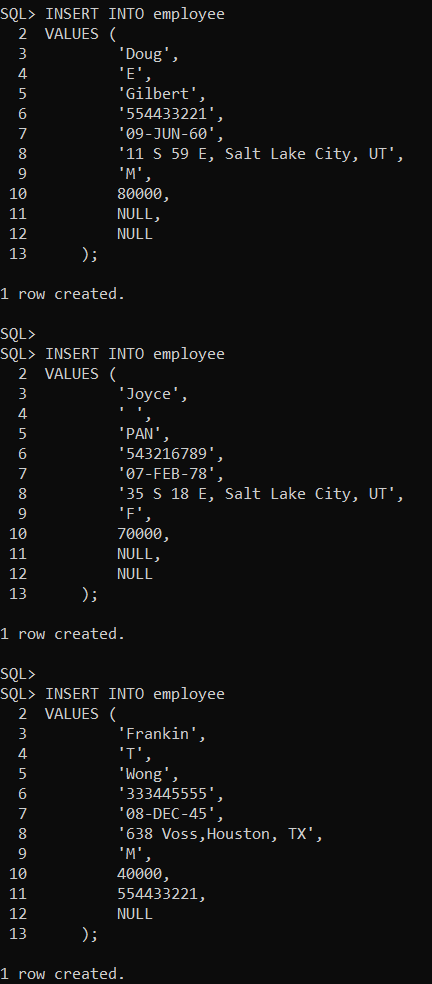 SQL> INSERT INTO employee
  2  VALUES (
  3          'Doug',
  4          'E',
  5          'Gilbert',
  6          '554433221',
  7          '09-JUN-60',
  8          '11 S 59 E, Salt Lake City, UT',
  9          'M',
 10          80000,
 11          NULL,
 12          NULL
 13      );

1 row created.

SQL>
SQL> INSERT INTO employee
  2  VALUES (
  3          'Joyce',
  4          ' ',
  5          'PAN',
  6          '543216789',
  7          '07-FEB-78',
  8          '35 S 18 E, Salt Lake City, UT',
  9          'F',
 10          70000,
 11          NULL,
 12          NULL
 13      );

1 row created.

SQL>
SQL> INSERT INTO employee
  2  VALUES (
  3          'Frankin',
  4          'T',
  5          'Wong',
  6          '333445555',
  7          '08-DEC-45',
  8          '638 Voss,Houston, TX',
  9          'M',
 10          40000,
 11          554433221,
 12          NULL
 13      );

1 row created.